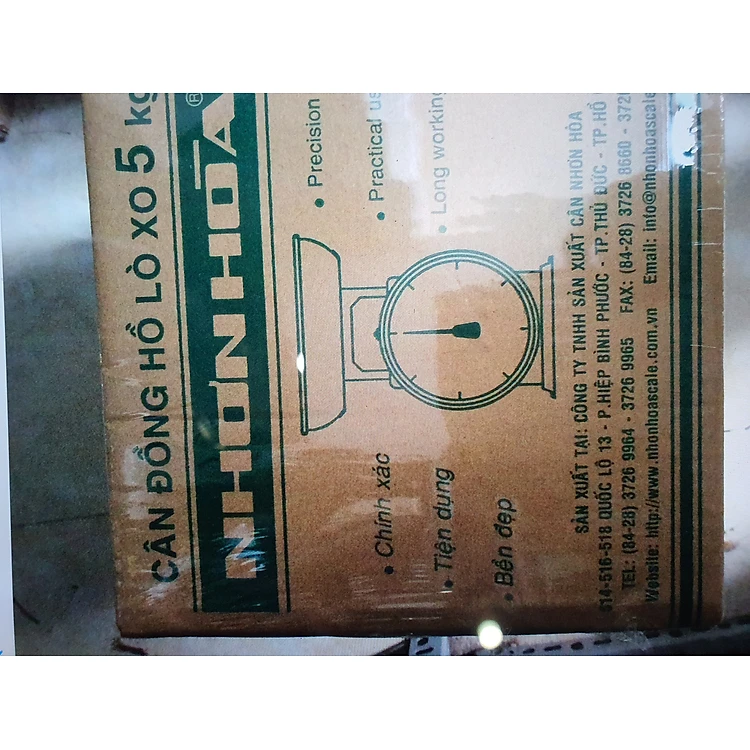 CÂN ĐỒNG HỒ LÒ XO 5 kg
NHƠN HÒA ®
• Chính xác
• Tiện dụng
• Bền đẹp
• Precision
• Practical
• Long working
SẢN XUẤT TẠI: CÔNG TY TNHH SẢN XUẤT CÂN NHƠN HÒA
514-516-518 QUỐC LỘ 13 - P.HIỆP BÌNH PHƯỚC - TP.THỦ ĐỨC - TP.HỒ
TEL: (84-28) 3726 9964 - 3726 9965 FAX: (84-28) 3726 8660 - 3726
Website: http://www.nhonhoascale.com.vn Email: info@nhonhoascale